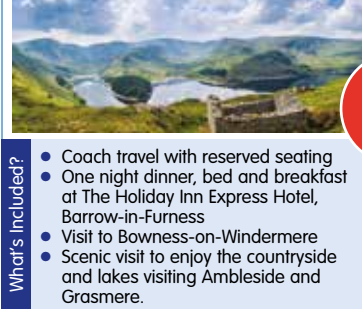 What's Included?
• Coach travel with reserved seating
• One night dinner, bed and breakfast
at The Holiday Inn Express Hotel,
Barrow-in-Furness
• Visit to Bowness-on-Windermere
• Scenic visit to enjoy the countryside
and lakes visiting Ambleside and
Grasmere.